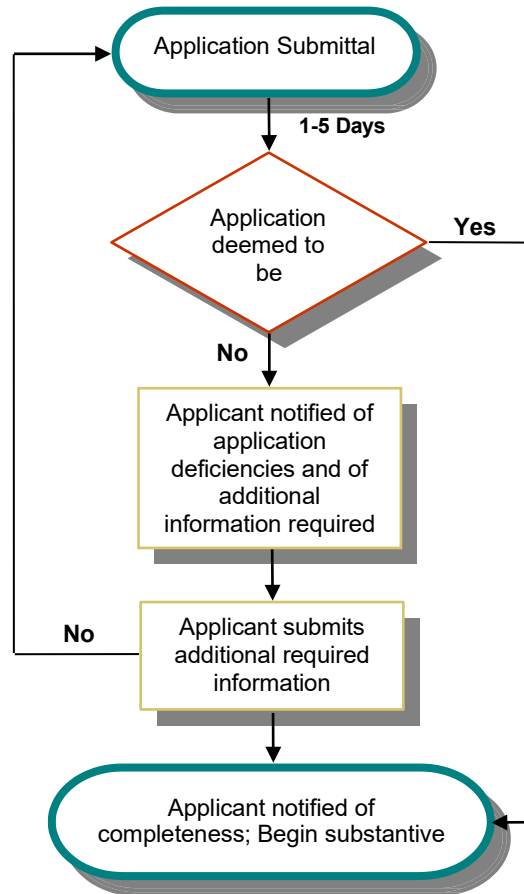 Application Submittal
1-5 Days
Application
deemed to
be
Yes
No
Applicant notified of
application
deficiencies and of
additional
information required
No
Applicant submits
additional required
information
Applicant notified of
completeness; Begin substantive